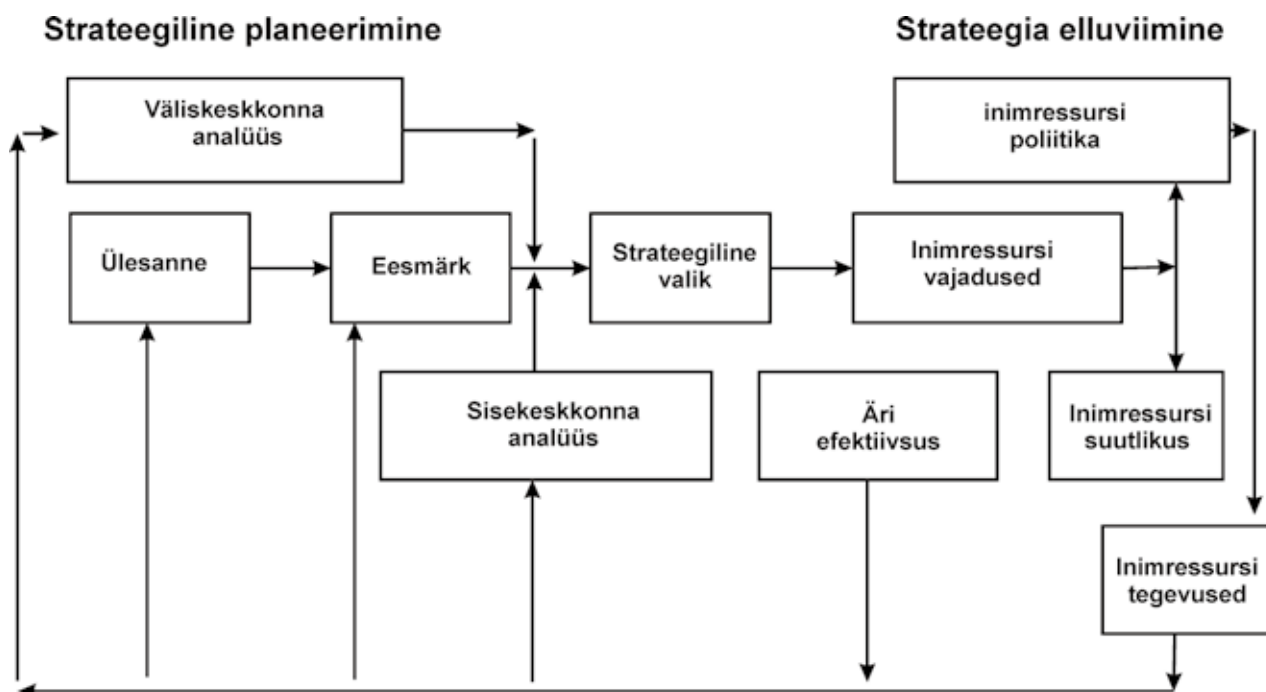 Strateegiline planeerimine
Strateegia elluviimine
Väliskeskkonna
analüüs
inimressursi
poliitika
Ülesanne
Eesmärk
Strateegiline
valik
Inimressursi
vajadused
Sisekeskkonna
analüüs
Äri
efektiivsus
Inimressursi
suutlikus
Inimressursi
tegevused